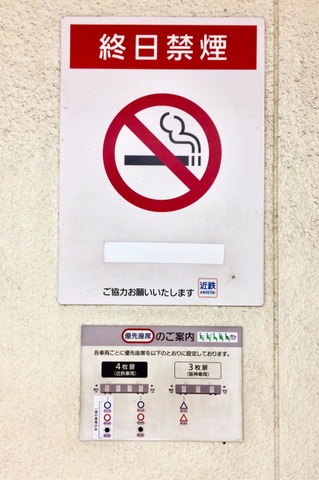 終日禁煙
ご協力お願いいたします
近鉄
KINTETSU
優先座席のご案内
各車両ごとに優先座席を以下のとおりに設定しております。
4枚扉
(近鉄車両)
3枚扉
(阪神車両)